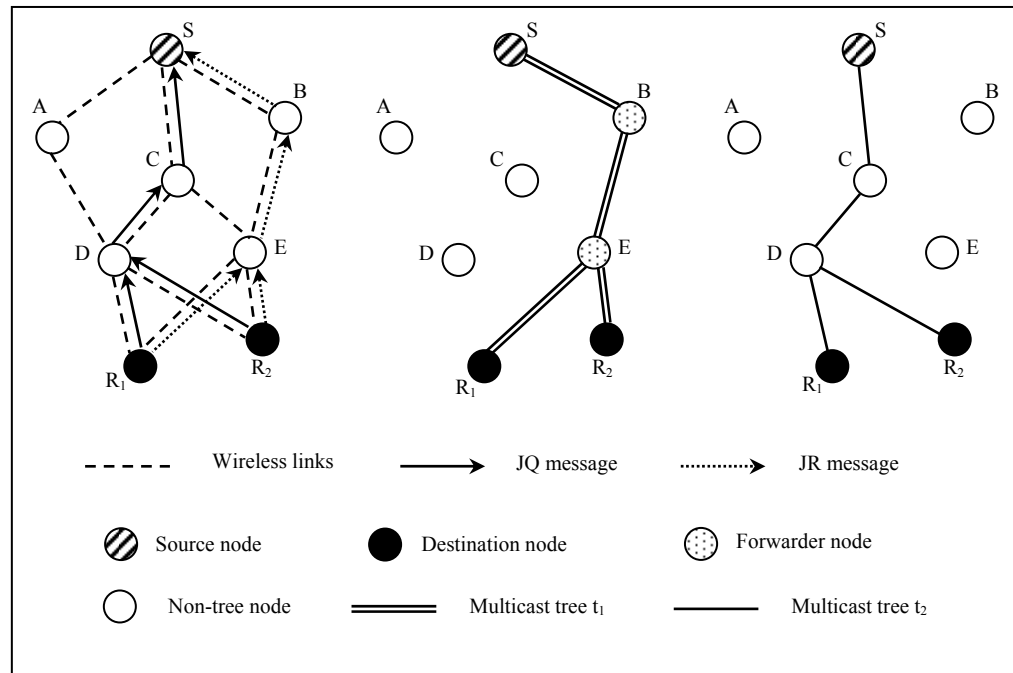 S
S
S
A
B
A
B
A
B
C
C
C
D
E
D
E
D
E
R₁
R₂
R₁
R₂
R₁
R₂
Wireless links
JQ message
JR message
Source node
Destination node
Forwarder node
Non-tree node
Multicast tree t₁
Multicast tree t₂